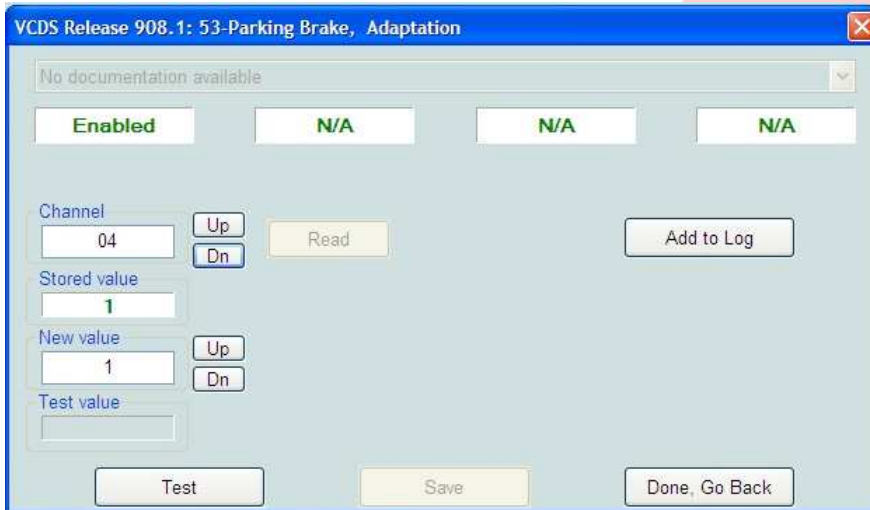 VCDS Release 908.1: 53-Parking Brake, Adaptation
No documentation available
Enabled N/A N/A N/A
Channel
04 Up Read Add to Log
Dn
Stored value
1
New value
1 Up
Dn
Test value
Test Save Done, Go Back